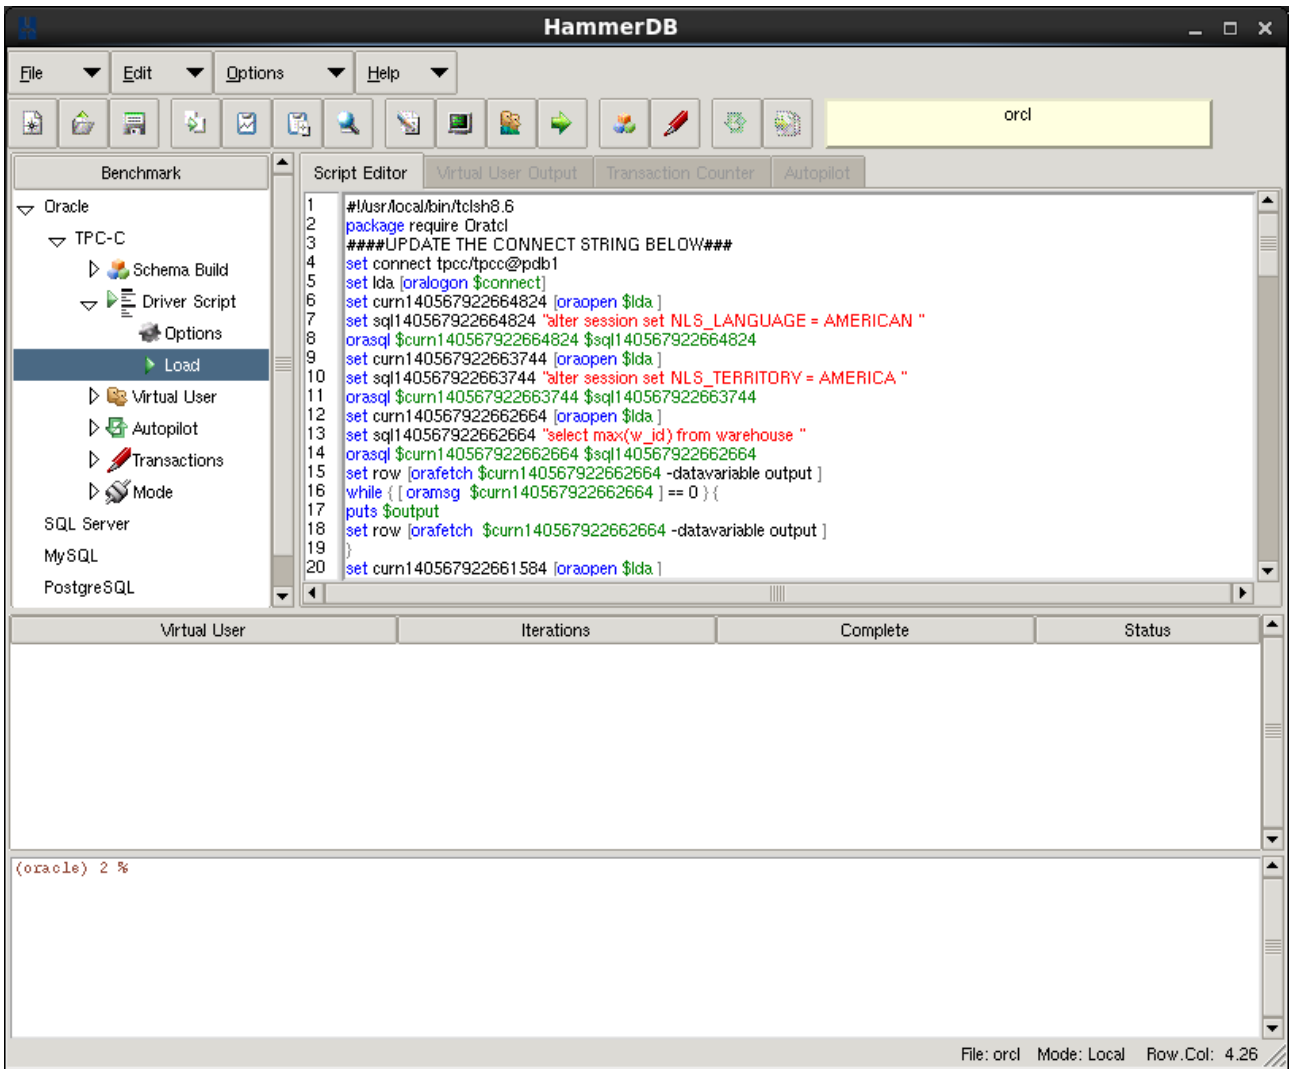 HammerDB
File Edit Options Help
orcl
Benchmark
Oracle
TPC-C
Schema Build
Driver Script
Options
Load
Virtual User
Autopilot
Transactions
Mode
SQL Server
MySQL
PostgreSQL
Script Editor Virtual User Output Transaction Counter Autopilot
1 #!/usr/local/bin/tclsh8.6
2 package require Oratcl
3 ####UPDATE THE CONNECT STRING BELOW###
4 set connect tpcc/tpcc@pdb1
5 set lda [oralogon $connect]
6 set curn140567922664824 [oraopen $lda ]
7 set sql140567922664824 "alter session set NLS_LANGUAGE = AMERICAN "
8 orasql $curn140567922664824 $sql140567922664824
9 set curn140567922663744 [oraopen $lda ]
10 set sql140567922663744 "alter session set NLS_TERRITORY = AMERICA "
11 orasql $curn140567922663744 $sql140567922663744
12 set curn140567922662664 [oraopen $lda ]
13 set sql140567922662664 "select max(w_id) from warehouse "
14 orasql $curn140567922662664 $sql140567922662664
15 set row [orafetch $curn140567922662664 -datavariable output ]
16 while { [ oramsg $curn140567922662664 ] == 0 } {
17 puts $output
18 set row [orafetch $curn140567922662664 -datavariable output ]
19 }
20 set curn140567922661584 [oraopen $lda ]
Virtual User Iterations Complete Status
(oracle) 2 %
File: orcl Mode: Local Row.Col: 4.26